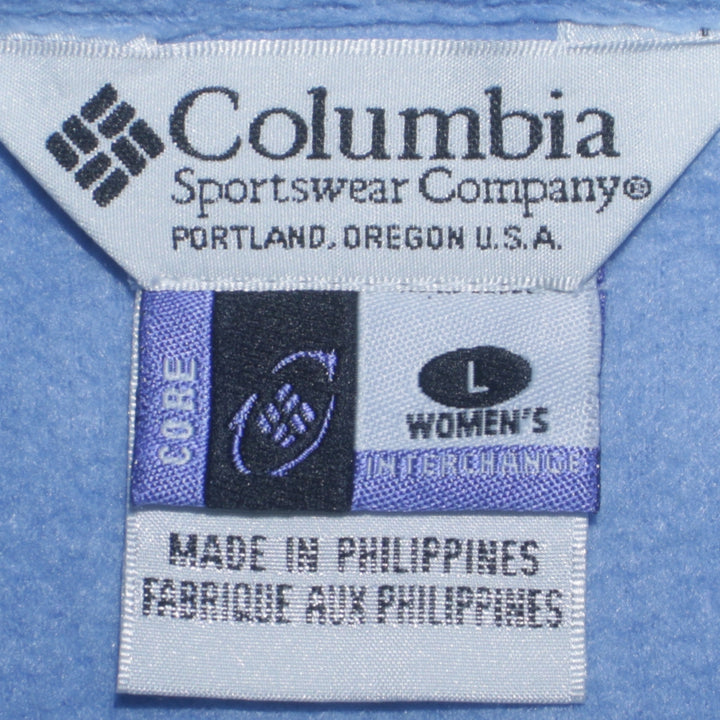 Columbia
Sportswear Company®
PORTLAND, OREGON U.S.A.
CORE
L
WOMEN'S
INTERCHANGE
MADE IN PHILIPPINES
FABRIQUE AUX PHILIPPINES